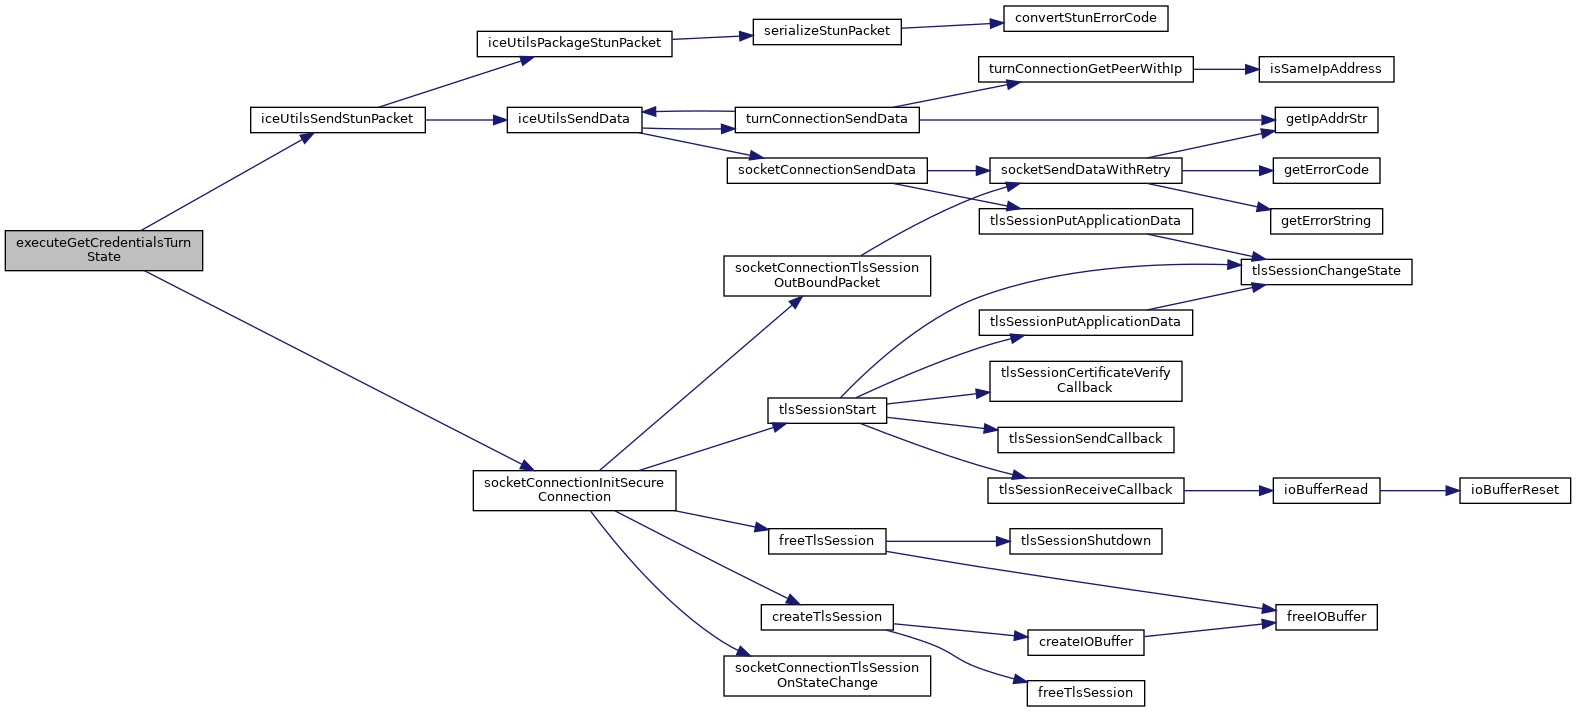 convertStunErrorCode
serializeStunPacket
iceUtilsPackageStunPacket
turnConnectionGetPeerWithIp
isSameIpAddress
iceUtilsSendStunPacket
iceUtilsSendData
turnConnectionSendData
getIpAddrStr
socketConnectionSendData
socketSendDataWithRetry
getErrorCode
tlsSessionPutApplicationData
getErrorString
executeGetCredentialsTurn
State
socketConnectionTlsSession
OutBoundPacket
tlsSessionChangeState
tlsSessionPutApplicationData
tlsSessionCertificateVerify
Callback
tlsSessionStart
tlsSessionSendCallback
socketConnectionInitSecure
Connection
tlsSessionReceiveCallback
ioBufferRead
ioBufferReset
freeTlsSession
tlsSessionShutdown
createTlsSession
freeIOBuffer
createIOBuffer
socketConnectionTlsSession
OnStateChange
freeTlsSession